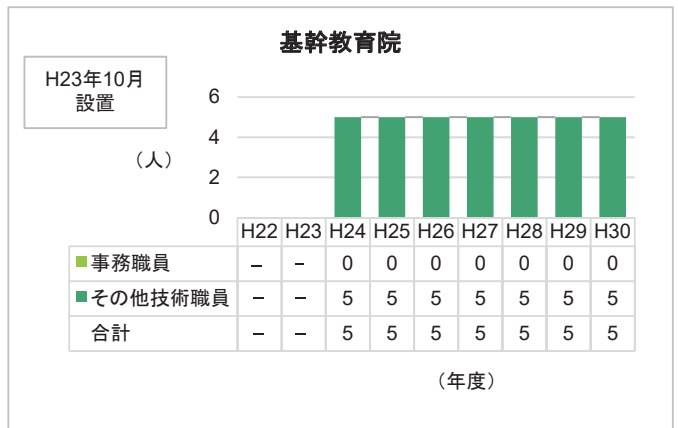 基幹教育院
H23年10月
設置
（人）
6
4
2
0
H22 H23 H24 H25 H26 H27 H28 H29 H30
事務職員 – – 0 0 0 0 0 0 0
その他技術職員 – – 5 5 5 5 5 5 5
合計 – – 5 5 5 5 5 5 5
（年度）